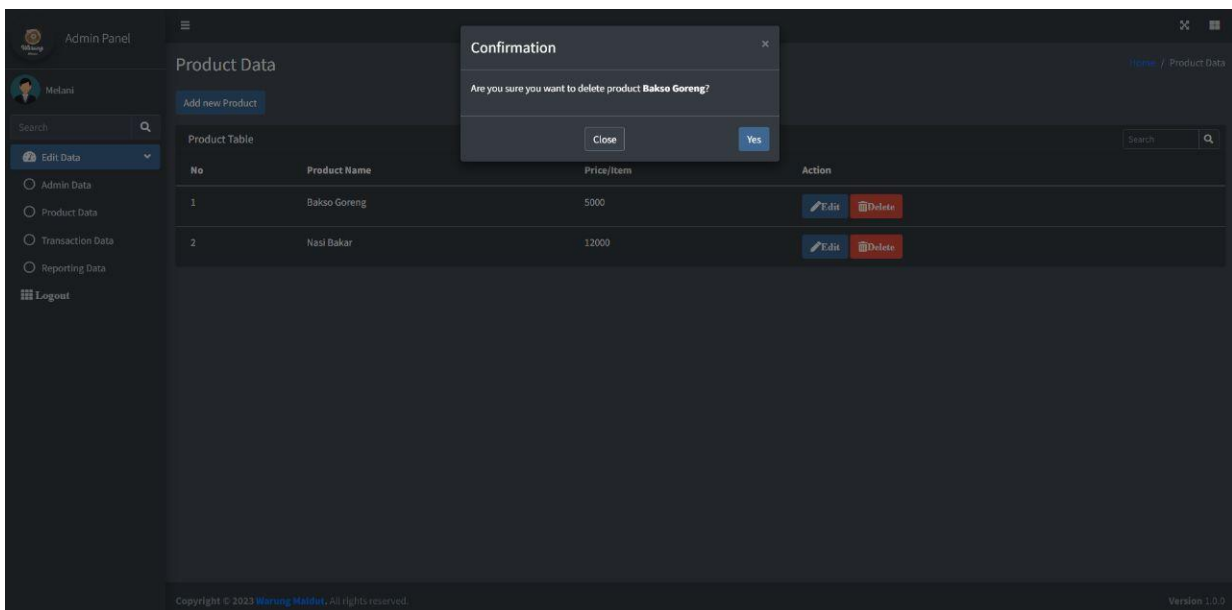 Warung
Admin Panel
Melani
Search
Edit Data
Admin Data
Product Data
Transaction Data
Reporting Data
Logout
Product Data
Home / Product Data
Add new Product
Confirmation
×
Are you sure you want to delete product Bakso Goreng?
Close Yes
Product Table
Search
No Product Name Price/Item Action
1 Bakso Goreng 5000 Edit Delete
2 Nasi Bakar 12000 Edit Delete
Copyright © 2023 Warung Maldut. All rights reserved.
Version 1.0.0